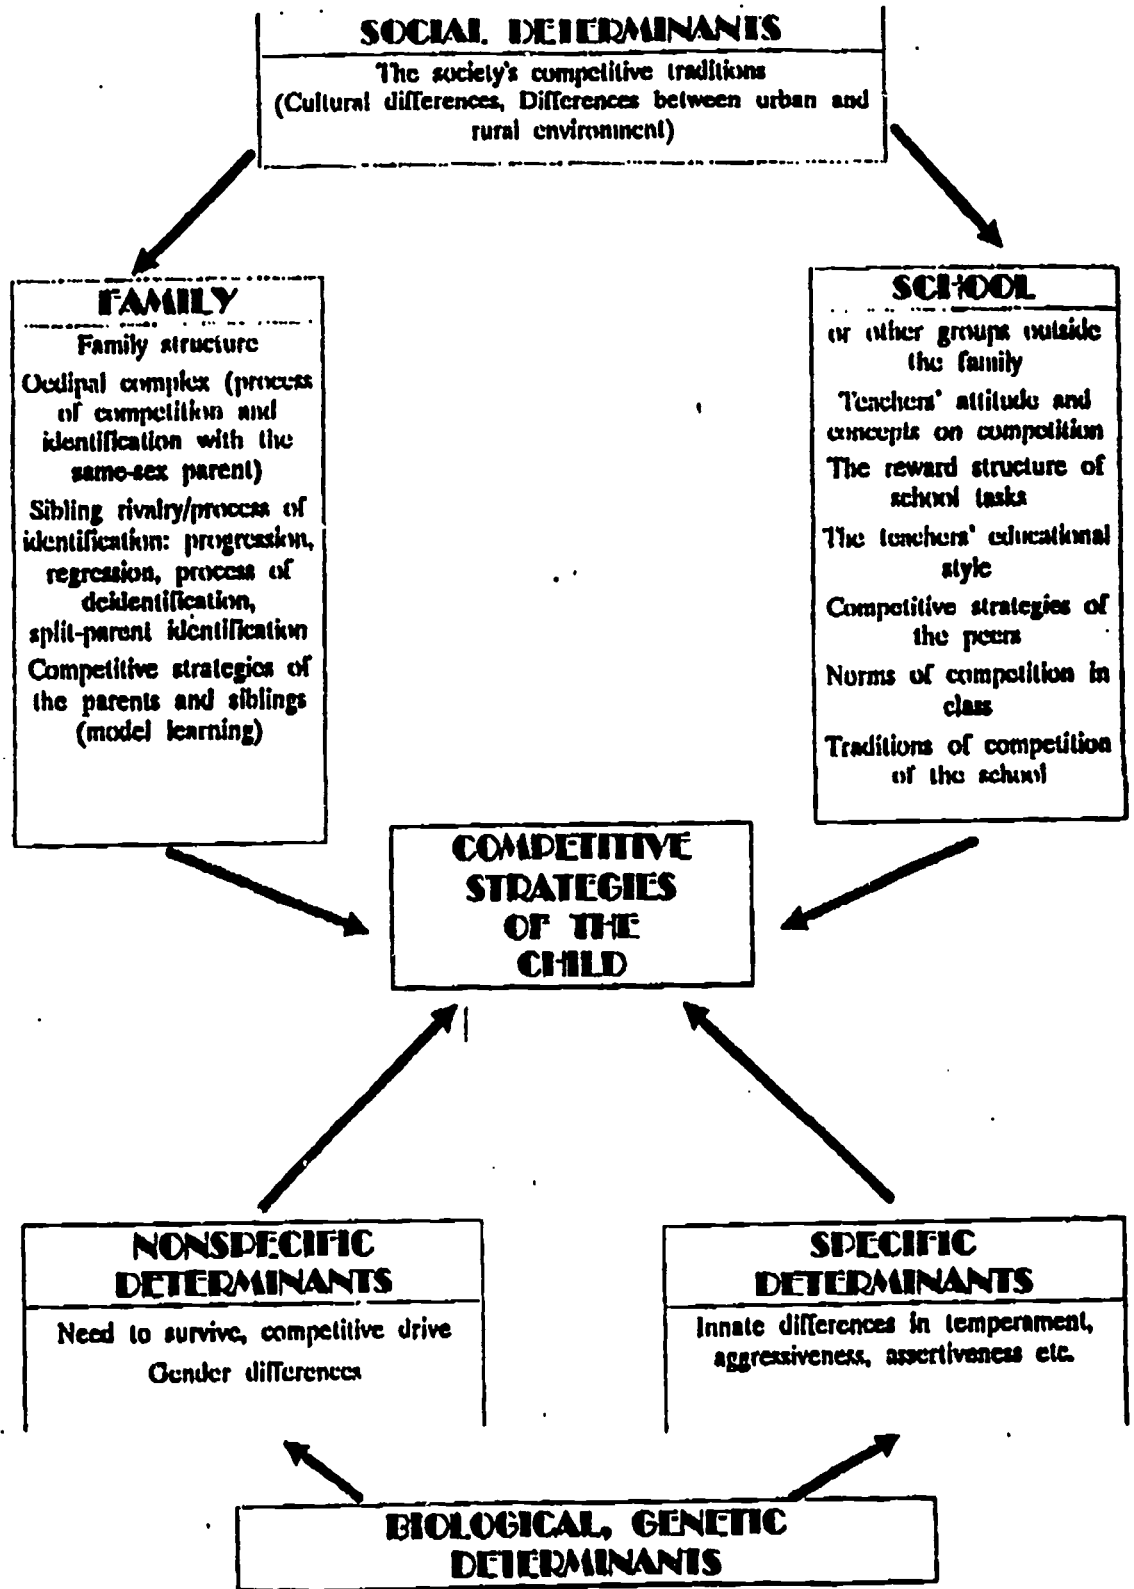 SOCIAL DETERMINANTS
The society's competitive traditions
(Cultural differences, Differences between urban and
rural environment)
FAMILY
Family structure
Oedipal complex (process
of competition and
identification with the
same-sex parent)
Sibling rivalry/process of
identification: progression,
regression, process of
deidentification,
split-parent identification
Competitive strategies of
the parents and siblings
(model learning)
SCHOOL
or other groups outside
the family
Teachers' attitude and
concepts on competition
The reward structure of
school tasks
The teachers' educational
style
Competitive strategies of
the peers
Norms of competition in
class
Traditions of competition
of the school
COMPETITIVE
STRATEGIES
OF THE
CHILD
NONSPECIFIC
DETERMINANTS
Need to survive, competitive drive
Gender differences
SPECIFIC
DETERMINANTS
Innate differences in temperament,
aggressiveness, assertiveness etc.
BIOLOGICAL, GENETIC
DETERMINANTS